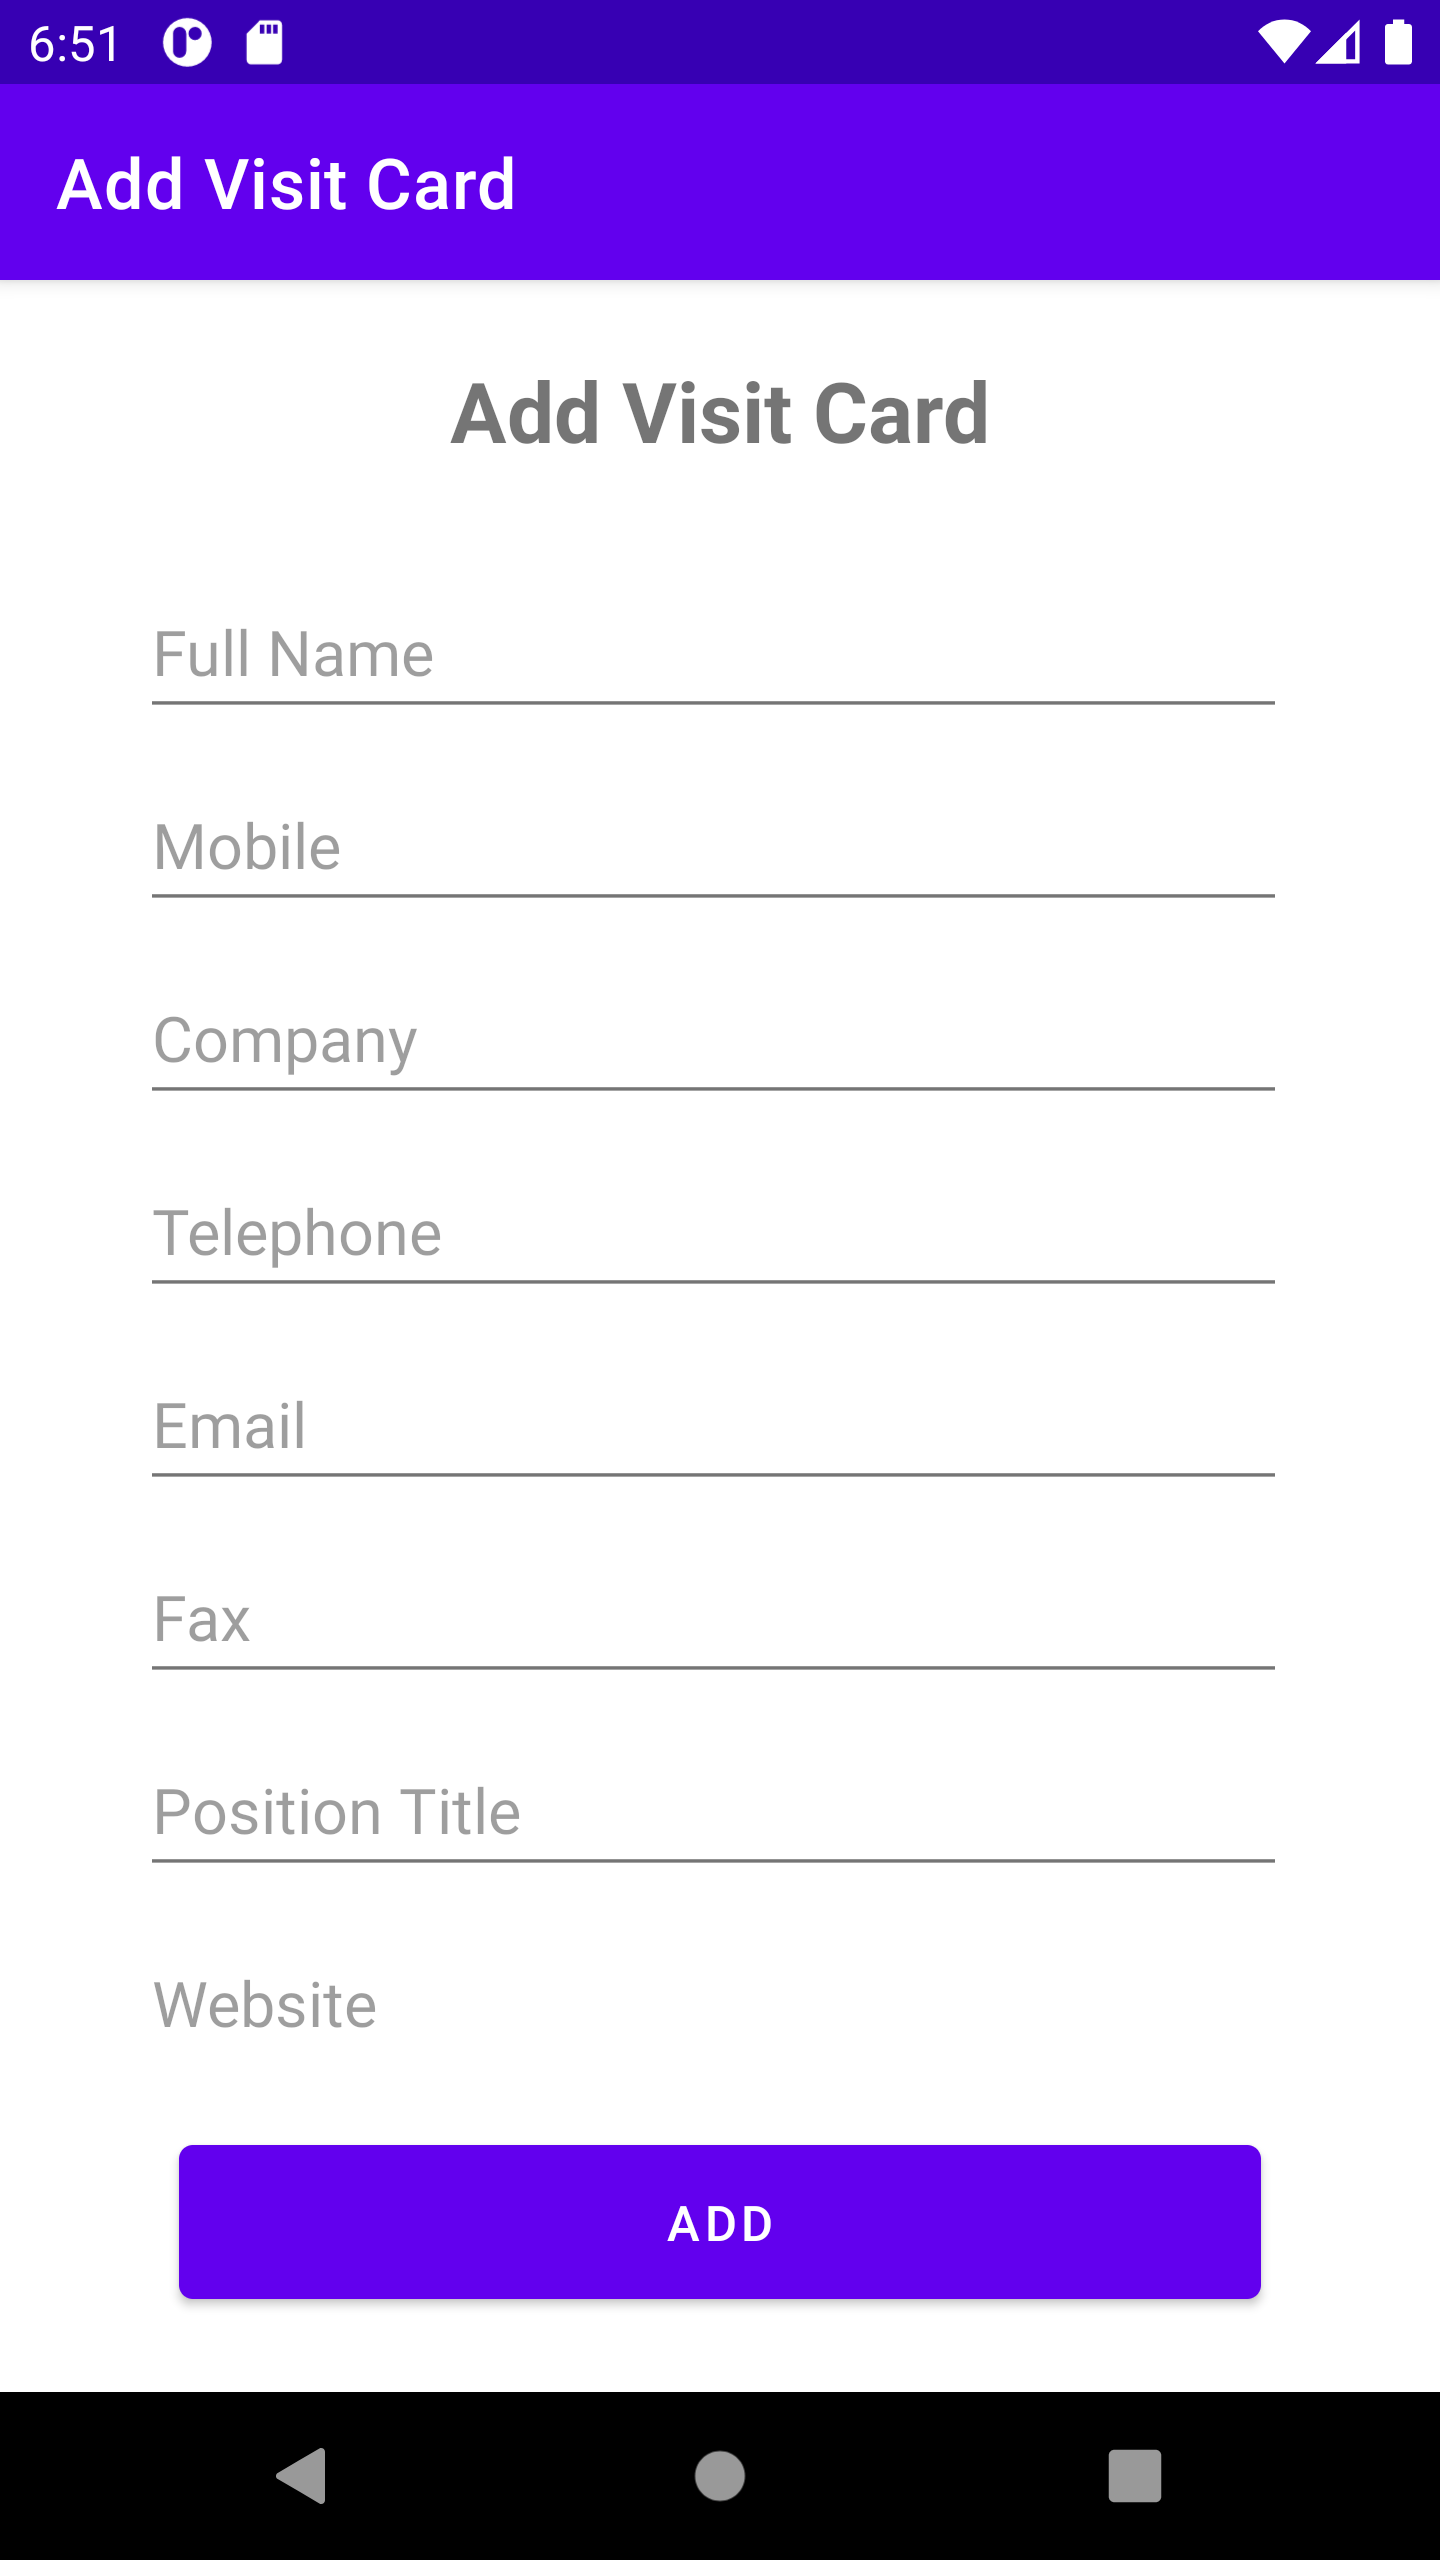 6:51
Add Visit Card
Add Visit Card
Full Name
Mobile
Company
Telephone
Email
Fax
Position Title
Website
ADD